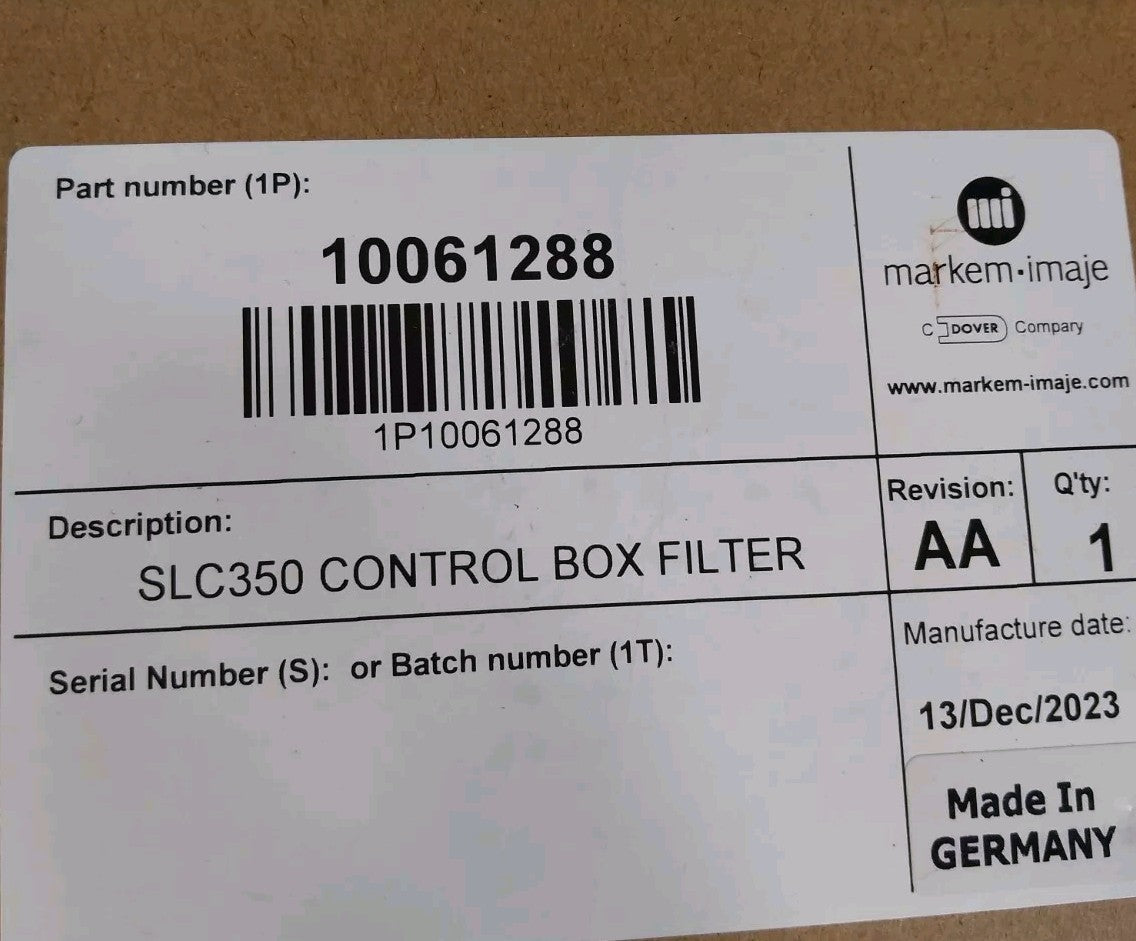 Part number (1P):
10061288
1P10061288
mi
markem·imaje
DOVER Company
www.markem-imaje.com
Description:
SLC350 CONTROL BOX FILTER
Revision:
AA
Q'ty:
1
Serial Number (S): or Batch number (1T):
Manufacture date:
13/Dec/2023
Made In
GERMANY